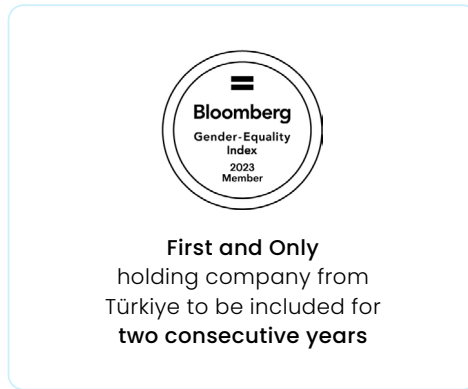 Bloomberg
Gender-Equality
Index
2023
Member
First and Only
holding company from
Türkiye to be included for
two consecutive years